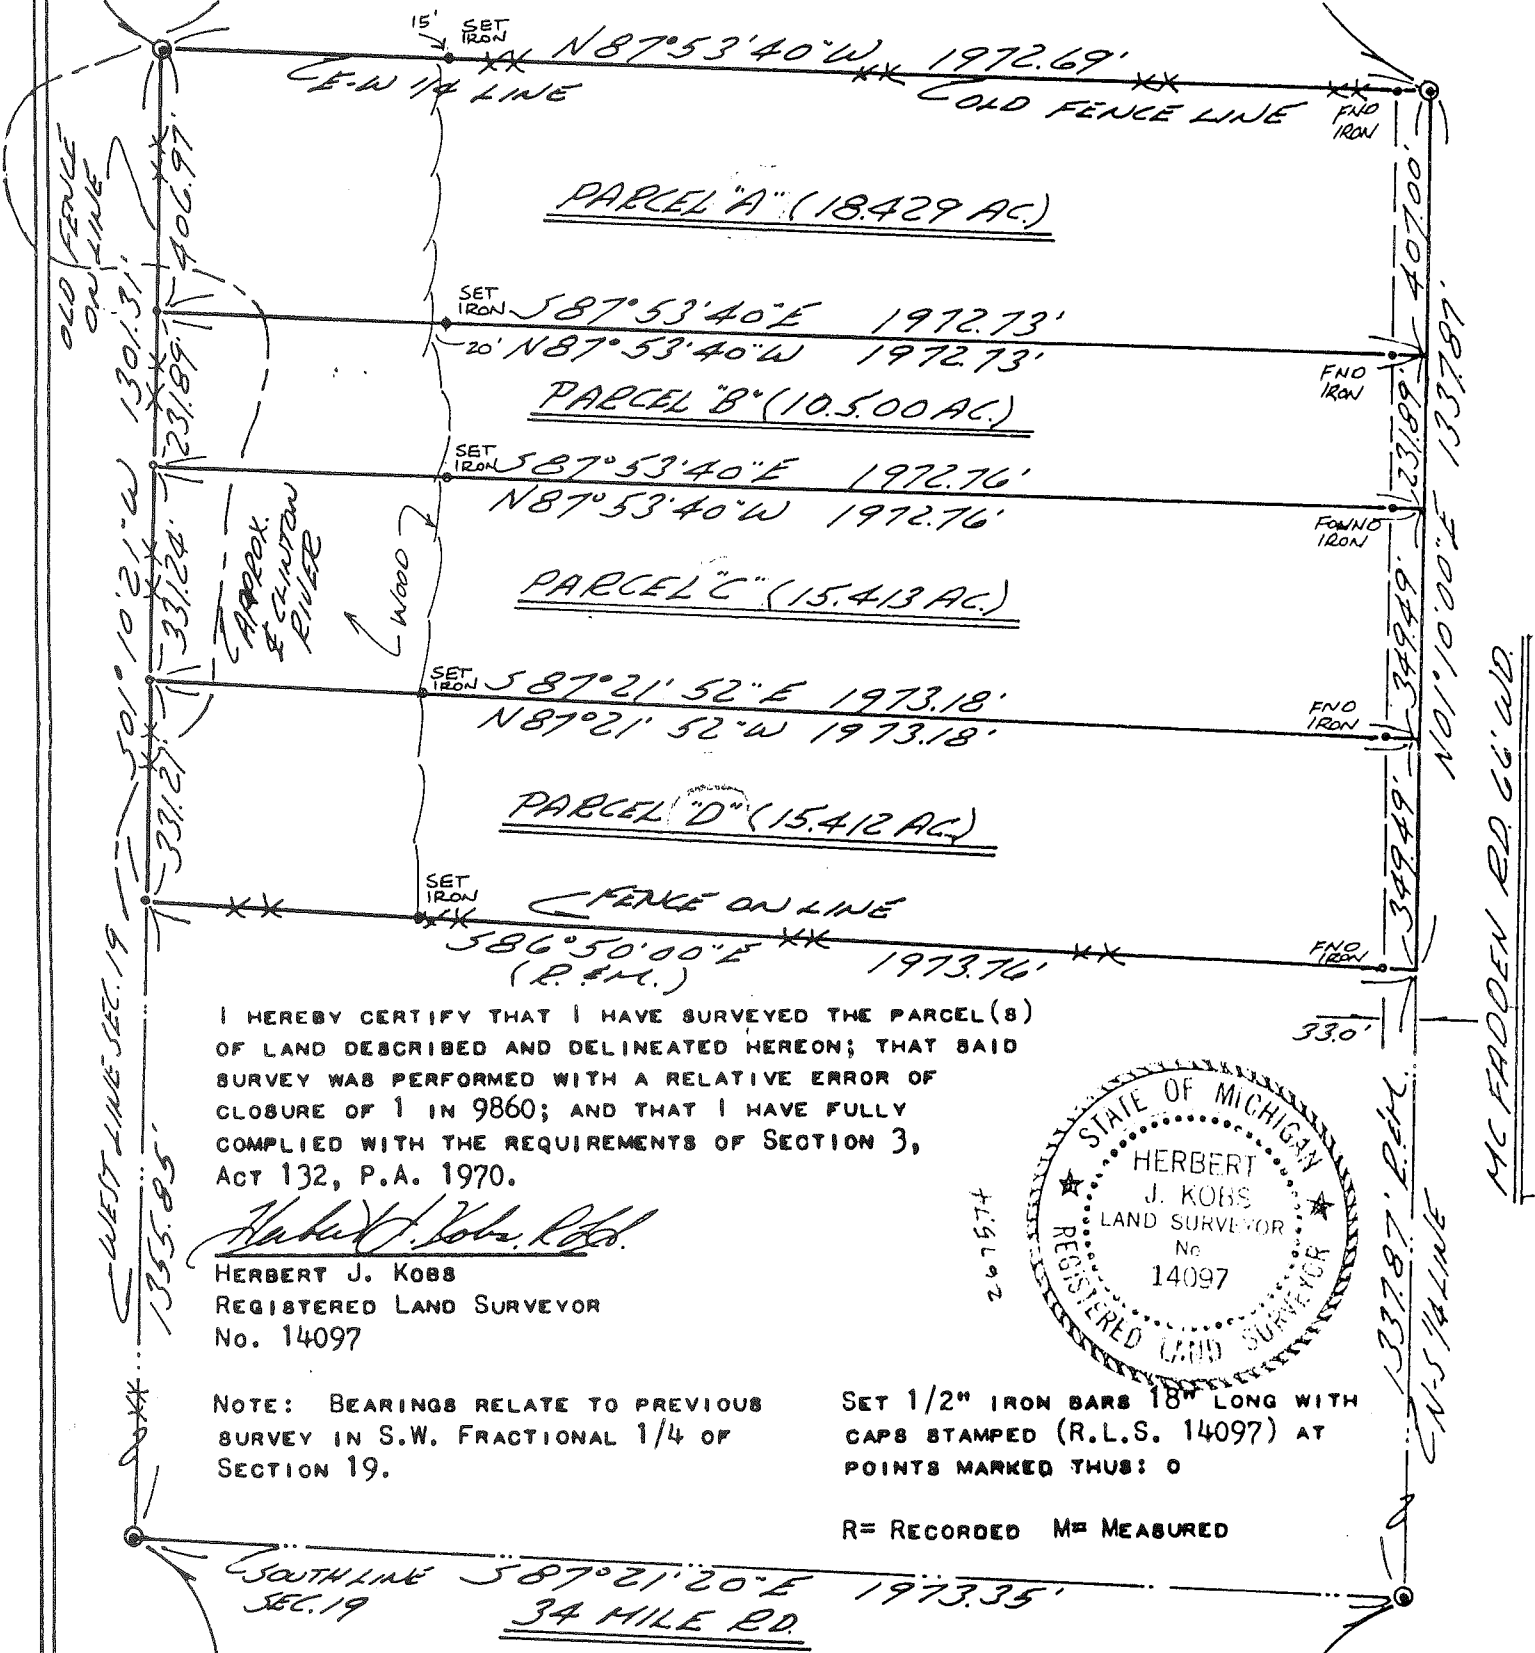 15'
SET
IRON
N87°53'40"W 1972.69'
E-W 1/4 LINE
OLD FENCE LINE
FND
IRON
OLD FENCE
ON LINE
406.97'
407.00'
PARCEL "A" (18.429 AC.)
SET
IRON
S87°53'40"E 1972.73'
20' N87°53'40"W 1972.73'
FND
IRON
S01°10'21"W 1301.31'
231.89'
231.89'
N01°10'00"E 1337.87'
PARCEL "B" (10.500 AC.)
SET
IRON
S87°53'40"E 1972.76'
N87°53'40"W 1972.76'
FOUND
IRON
331.24'
APPROX.
℄ CLINTON
RIVER
WOOD
349.49'
PARCEL "C" (15.413 AC.)
SET
IRON
S87°21'52"E 1973.18'
N87°21'52"W 1973.18'
FND
IRON
331.27'
349.49'
MC FADDEN RD. 66' WD.
PARCEL "D" (15.412 AC.)
SET
IRON
FENCE ON LINE
S86°50'00"E 1973.76'
(R. & M.)
FND
IRON
33.0'
WEST LINE SEC. 19
1355.85'
I HEREBY CERTIFY THAT I HAVE SURVEYED THE PARCEL(S)
OF LAND DESCRIBED AND DELINEATED HEREON; THAT SAID
SURVEY WAS PERFORMED WITH A RELATIVE ERROR OF
CLOSURE OF 1 IN 9860; AND THAT I HAVE FULLY
COMPLIED WITH THE REQUIREMENTS OF SECTION 3,
ACT 132, P.A. 1970.
Herbert J. Kobs, R.L.S.
HERBERT J. KOBS
REGISTERED LAND SURVEYOR
No. 14097
STATE OF MICHIGAN
HERBERT
J. KOBS
LAND SURVEYOR
No
14097
REGISTERED LAND SURVEYOR
1337.87' R&M
N-S 1/4 LINE
NOTE: BEARINGS RELATE TO PREVIOUS
SURVEY IN S.W. FRACTIONAL 1/4 OF
SECTION 19.
SET 1/2" IRON BARS 18" LONG WITH
CAPS STAMPED (R.L.S. 14097) AT
POINTS MARKED THUS: O
R= RECORDED M= MEASURED
SOUTH LINE
SEC. 19
S87°21'20"E 1973.35'
34 MILE RD.